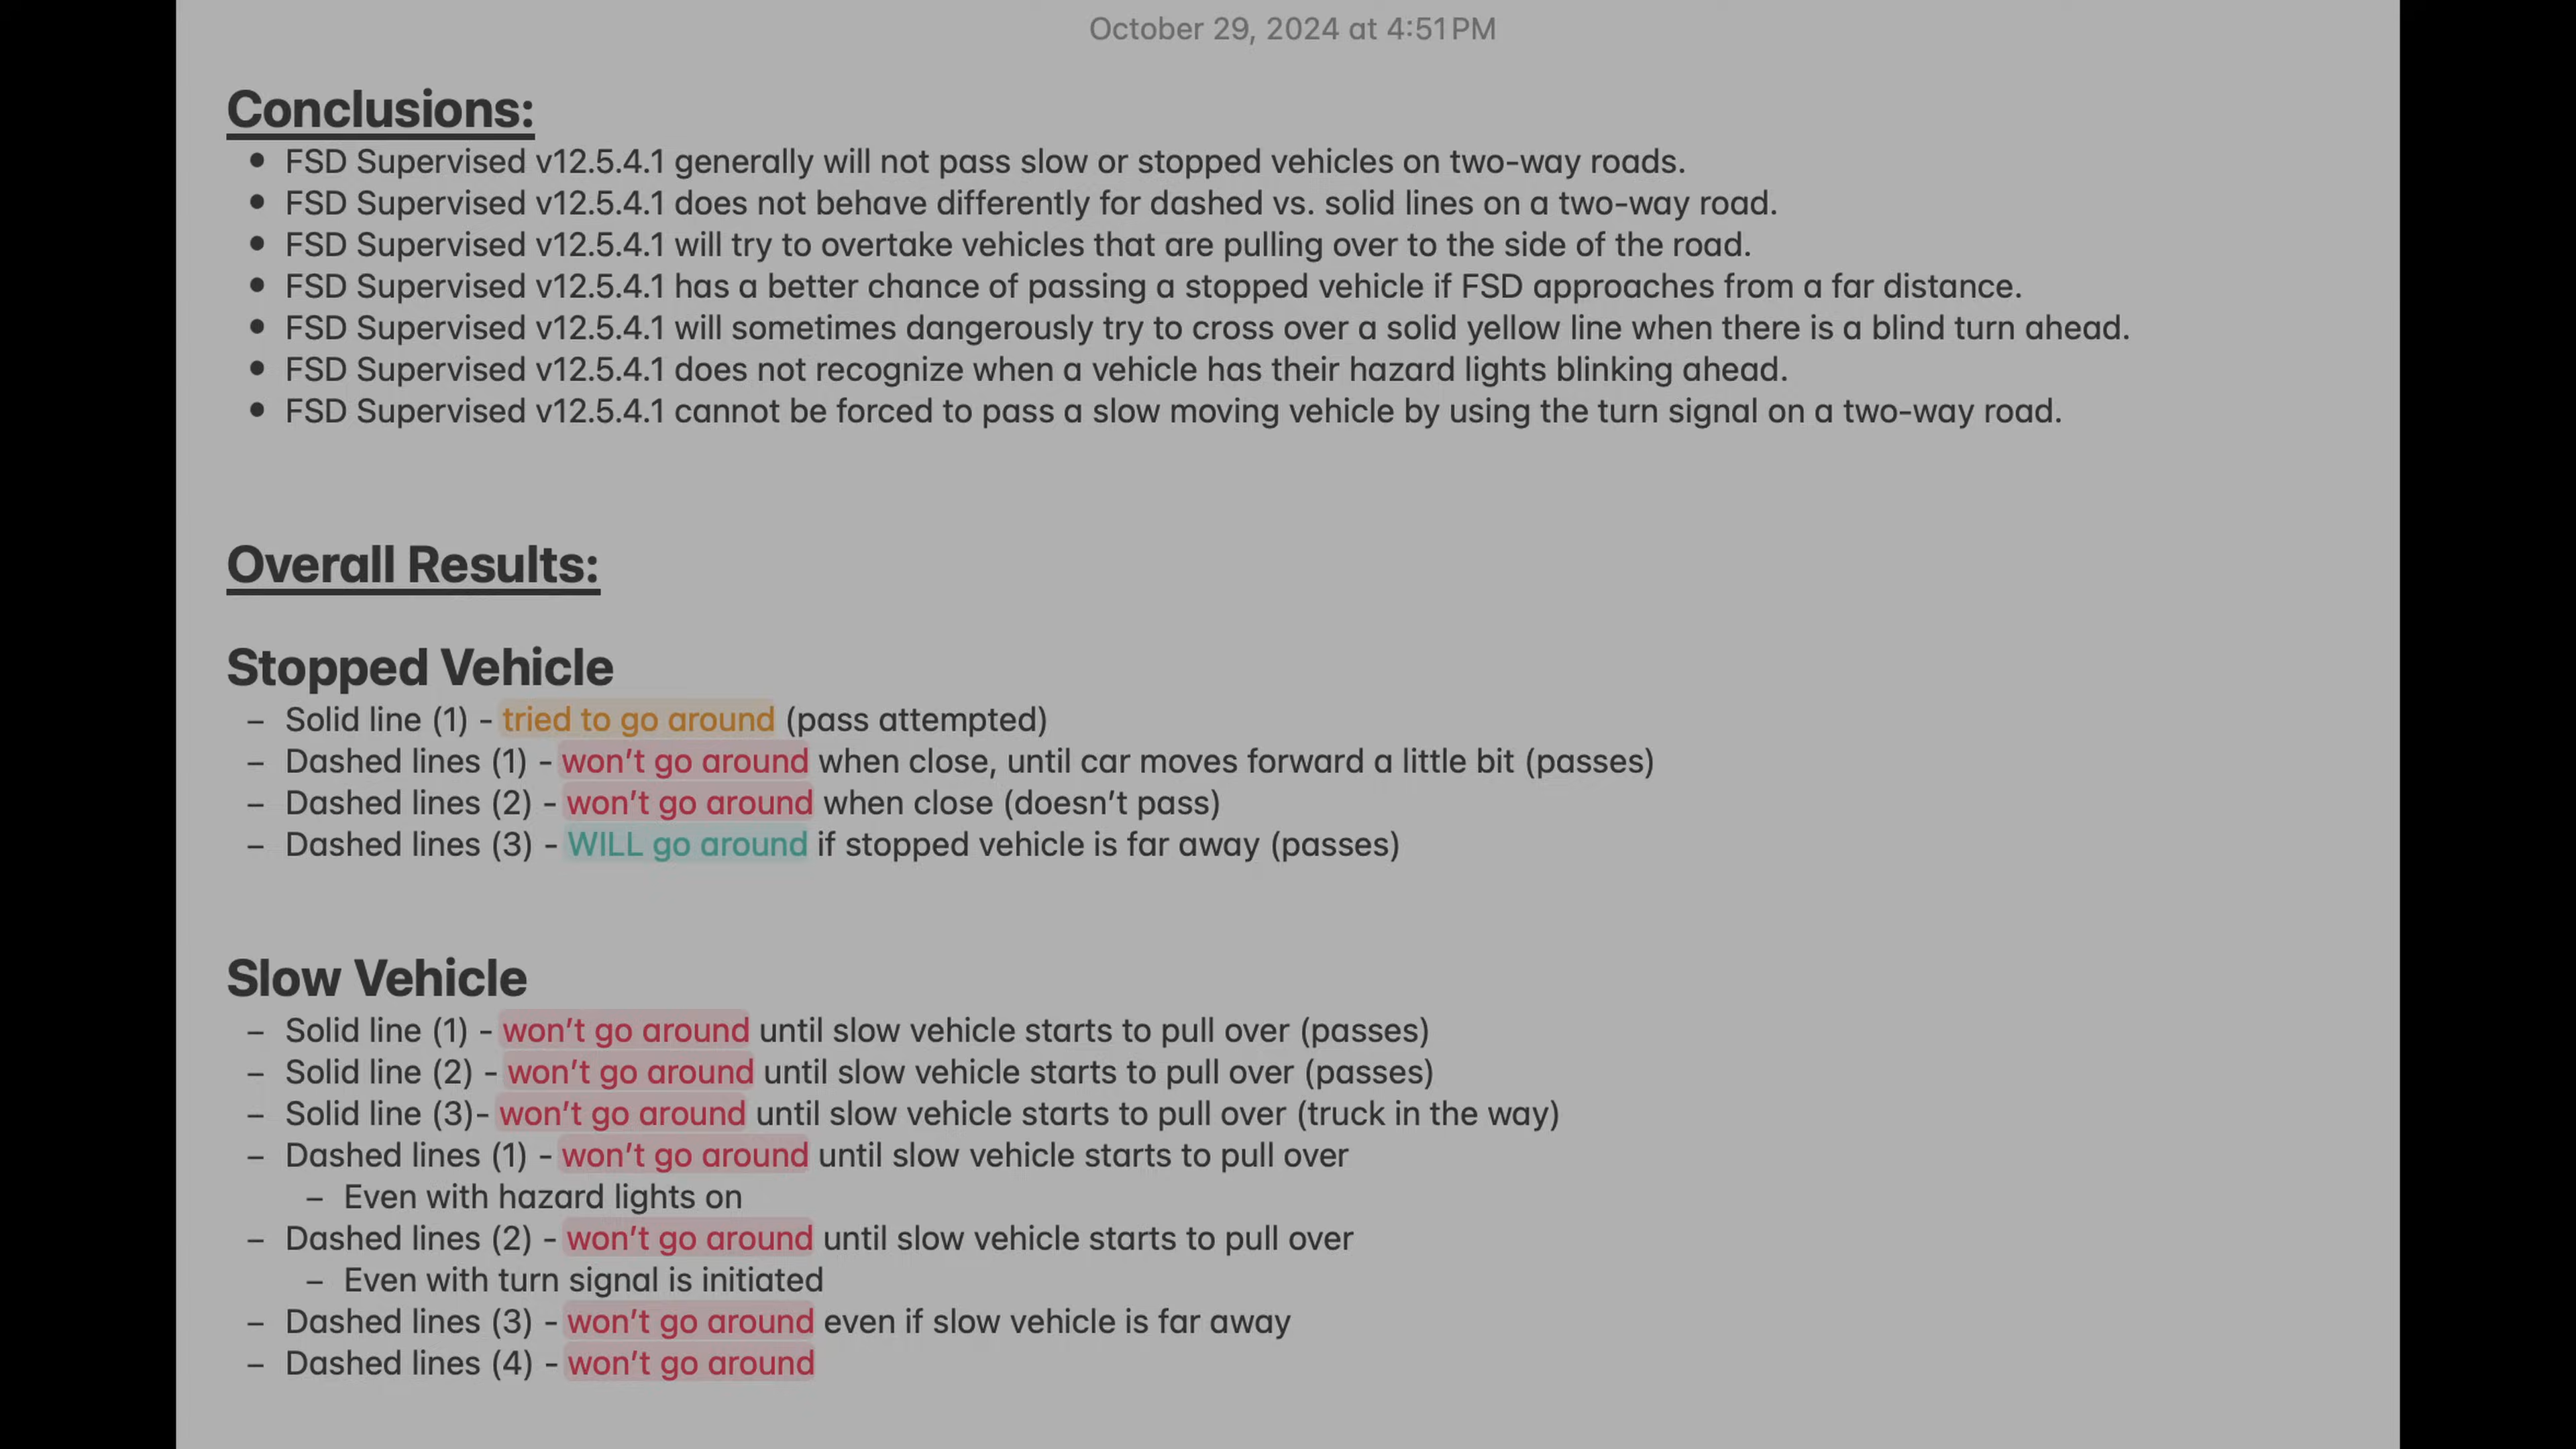 October 29, 2024 at 4:51 PM
Conclusions:
• FSD Supervised v12.5.4.1 generally will not pass slow or stopped vehicles on two-way roads.
• FSD Supervised v12.5.4.1 does not behave differently for dashed vs. solid lines on a two-way road.
• FSD Supervised v12.5.4.1 will try to overtake vehicles that are pulling over to the side of the road.
• FSD Supervised v12.5.4.1 has a better chance of passing a stopped vehicle if FSD approaches from a far distance.
• FSD Supervised v12.5.4.1 will sometimes dangerously try to cross over a solid yellow line when there is a blind turn ahead.
• FSD Supervised v12.5.4.1 does not recognize when a vehicle has their hazard lights blinking ahead.
• FSD Supervised v12.5.4.1 cannot be forced to pass a slow moving vehicle by using the turn signal on a two-way road.
Overall Results:
Stopped Vehicle
– Solid line (1) - tried to go around (pass attempted)
– Dashed lines (1) - won’t go around when close, until car moves forward a little bit (passes)
– Dashed lines (2) - won’t go around when close (doesn’t pass)
– Dashed lines (3) - WILL go around if stopped vehicle is far away (passes)
Slow Vehicle
– Solid line (1) - won’t go around until slow vehicle starts to pull over (passes)
– Solid line (2) - won’t go around until slow vehicle starts to pull over (passes)
– Solid line (3)- won’t go around until slow vehicle starts to pull over (truck in the way)
– Dashed lines (1) - won’t go around until slow vehicle starts to pull over
– Even with hazard lights on
– Dashed lines (2) - won’t go around until slow vehicle starts to pull over
– Even with turn signal is initiated
– Dashed lines (3) - won’t go around even if slow vehicle is far away
– Dashed lines (4) - won’t go around